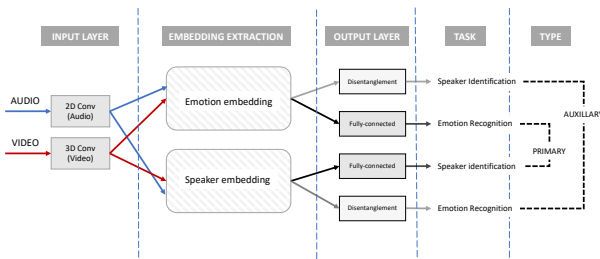 INPUT LAYER
EMBEDDING EXTRACTION
OUTPUT LAYER
TASK
TYPE
AUDIO
2D Conv
(Audio)
VIDEO
3D Conv
(Video)
Emotion embedding
Speaker embedding
Disentanglement
Fully-connected
Fully-connected
Disentanglement
Speaker Identification
Emotion Recognition
Speaker identification
Emotion Recognition
AUXILLARY
PRIMARY